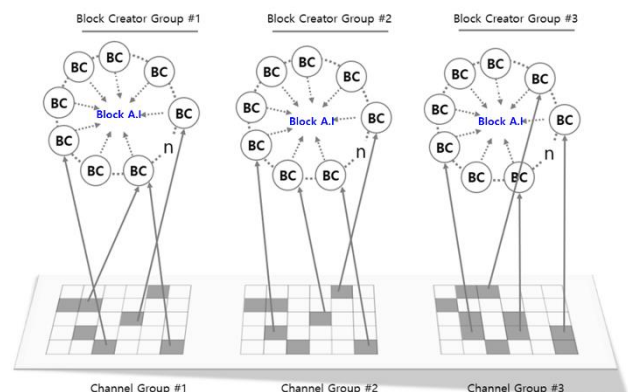 Block Creator Group #1
BC
BC
BC
BC
Block A.I
BC
BC
n
BC
BC
Block Creator Group #2
BC
BC
BC
BC
Block A.I
BC
BC
n
BC
BC
Block Creator Group #3
BC
BC
BC
BC
Block A.I
BC
BC
n
BC
BC
Channel Group #1
Channel Group #2
Channel Group #3